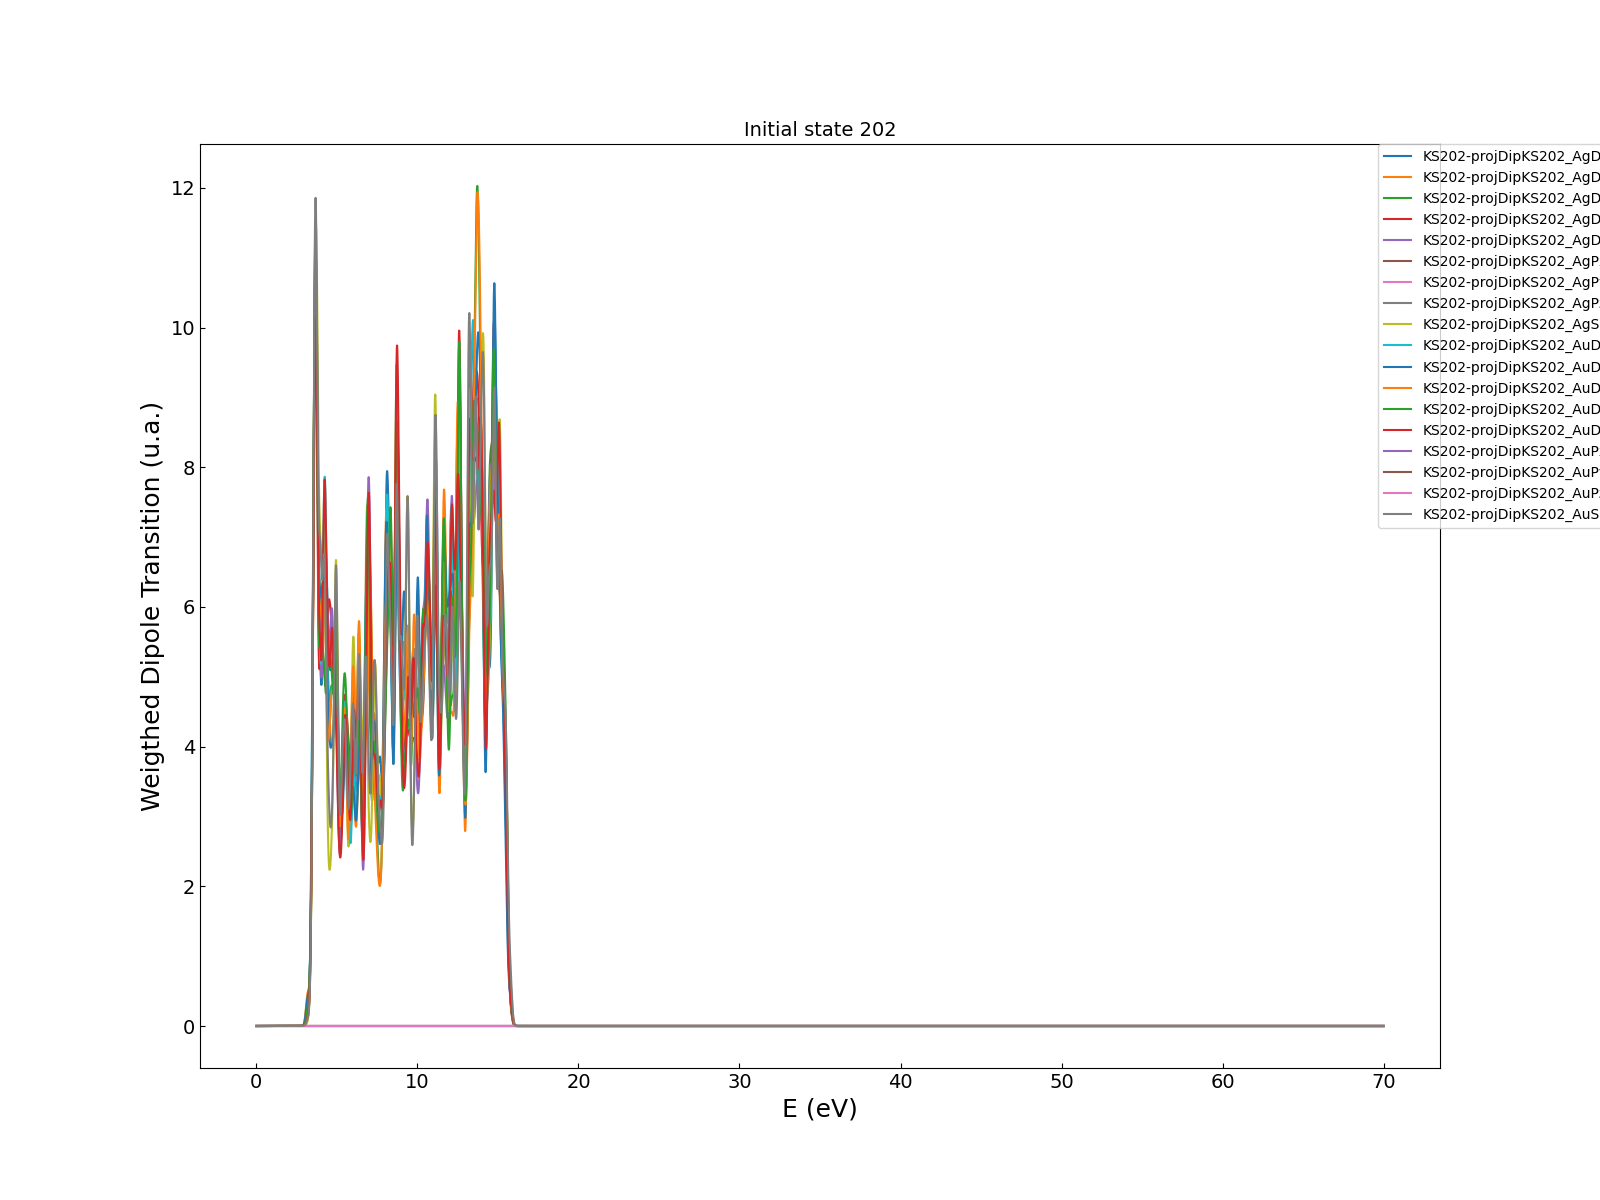 Initial state 202
Weigthed Dipole Transition (u.a.)
12
10
8
6
4
2
0
0 10 20 30 40 50 60 70
E (eV)
KS202-projDipKS202_AgD
KS202-projDipKS202_AgD
KS202-projDipKS202_AgD
KS202-projDipKS202_AgD
KS202-projDipKS202_AgD
KS202-projDipKS202_AgP
KS202-projDipKS202_AgP
KS202-projDipKS202_AgP
KS202-projDipKS202_AgS
KS202-projDipKS202_AuD
KS202-projDipKS202_AuD
KS202-projDipKS202_AuD
KS202-projDipKS202_AuD
KS202-projDipKS202_AuD
KS202-projDipKS202_AuP
KS202-projDipKS202_AuP
KS202-projDipKS202_AuP
KS202-projDipKS202_AuS